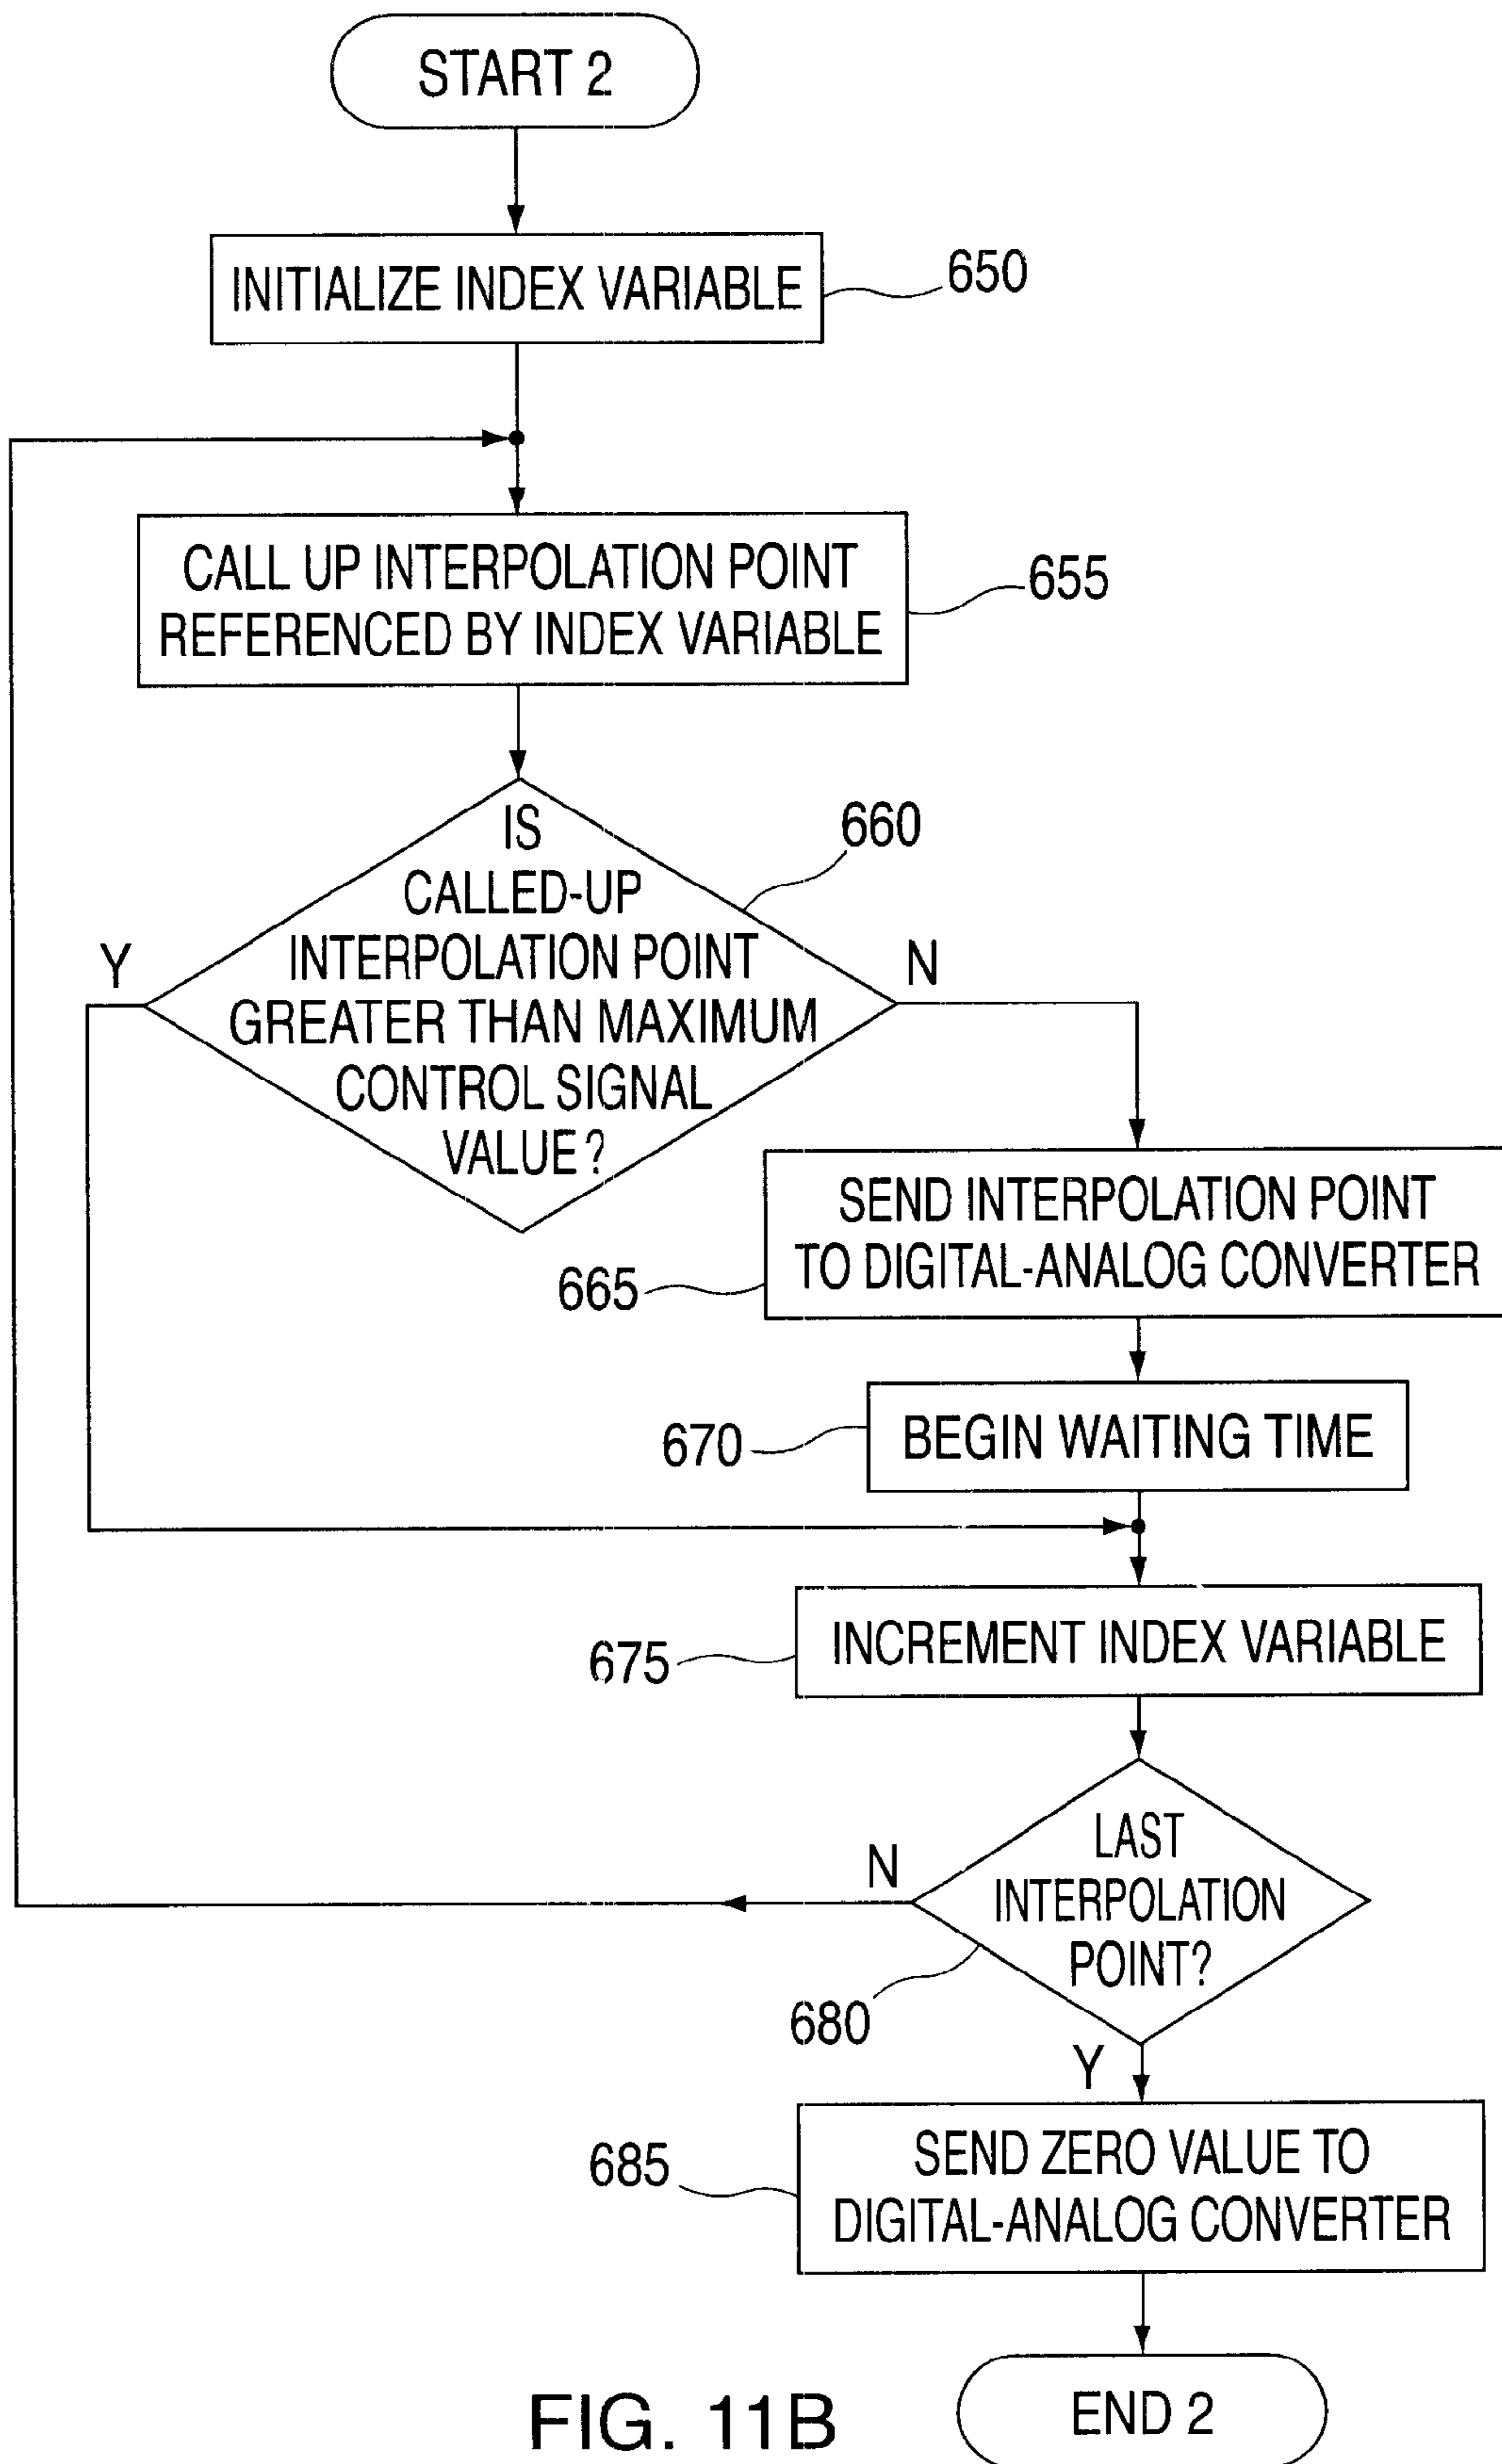 START 2
INITIALIZE INDEX VARIABLE
650
CALL UP INTERPOLATION POINT
REFERENCED BY INDEX VARIABLE
655
IS
CALLED-UP
INTERPOLATION POINT
GREATER THAN MAXIMUM
CONTROL SIGNAL
VALUE?
660
Y
N
SEND INTERPOLATION POINT
TO DIGITAL-ANALOG CONVERTER
665
BEGIN WAITING TIME
670
INCREMENT INDEX VARIABLE
675
LAST
INTERPOLATION
POINT?
N
680
Y
SEND ZERO VALUE TO
DIGITAL-ANALOG CONVERTER
685
END 2
FIG. 11B